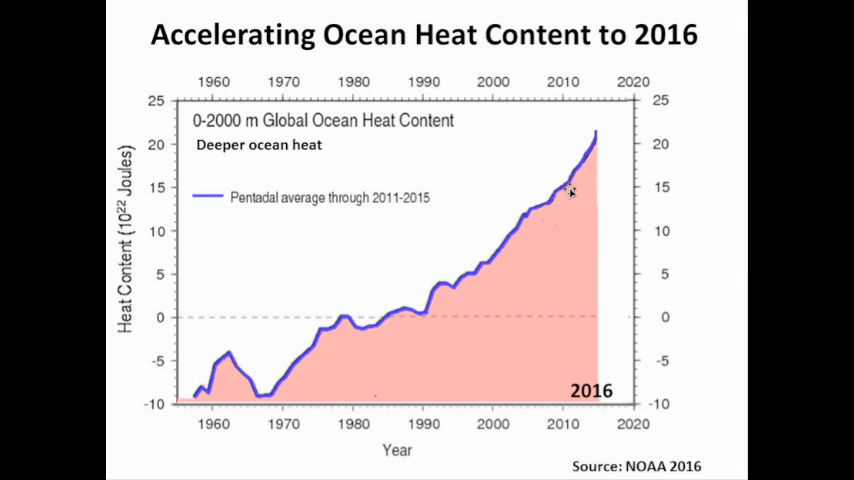 Accelerating Ocean Heat Content to 2016
1960 1970 1980 1990 2000 2010 2020
25 25
0-2000 m Global Ocean Heat Content
20 20
Deeper ocean heat
15 15
Pentadal average through 2011-2015
10 10
Heat Content (10²² Joules)
5 5
0 0
-5 -5
2016
-10 -10
1960 1970 1980 1990 2000 2010 2020
Year
Source: NOAA 2016